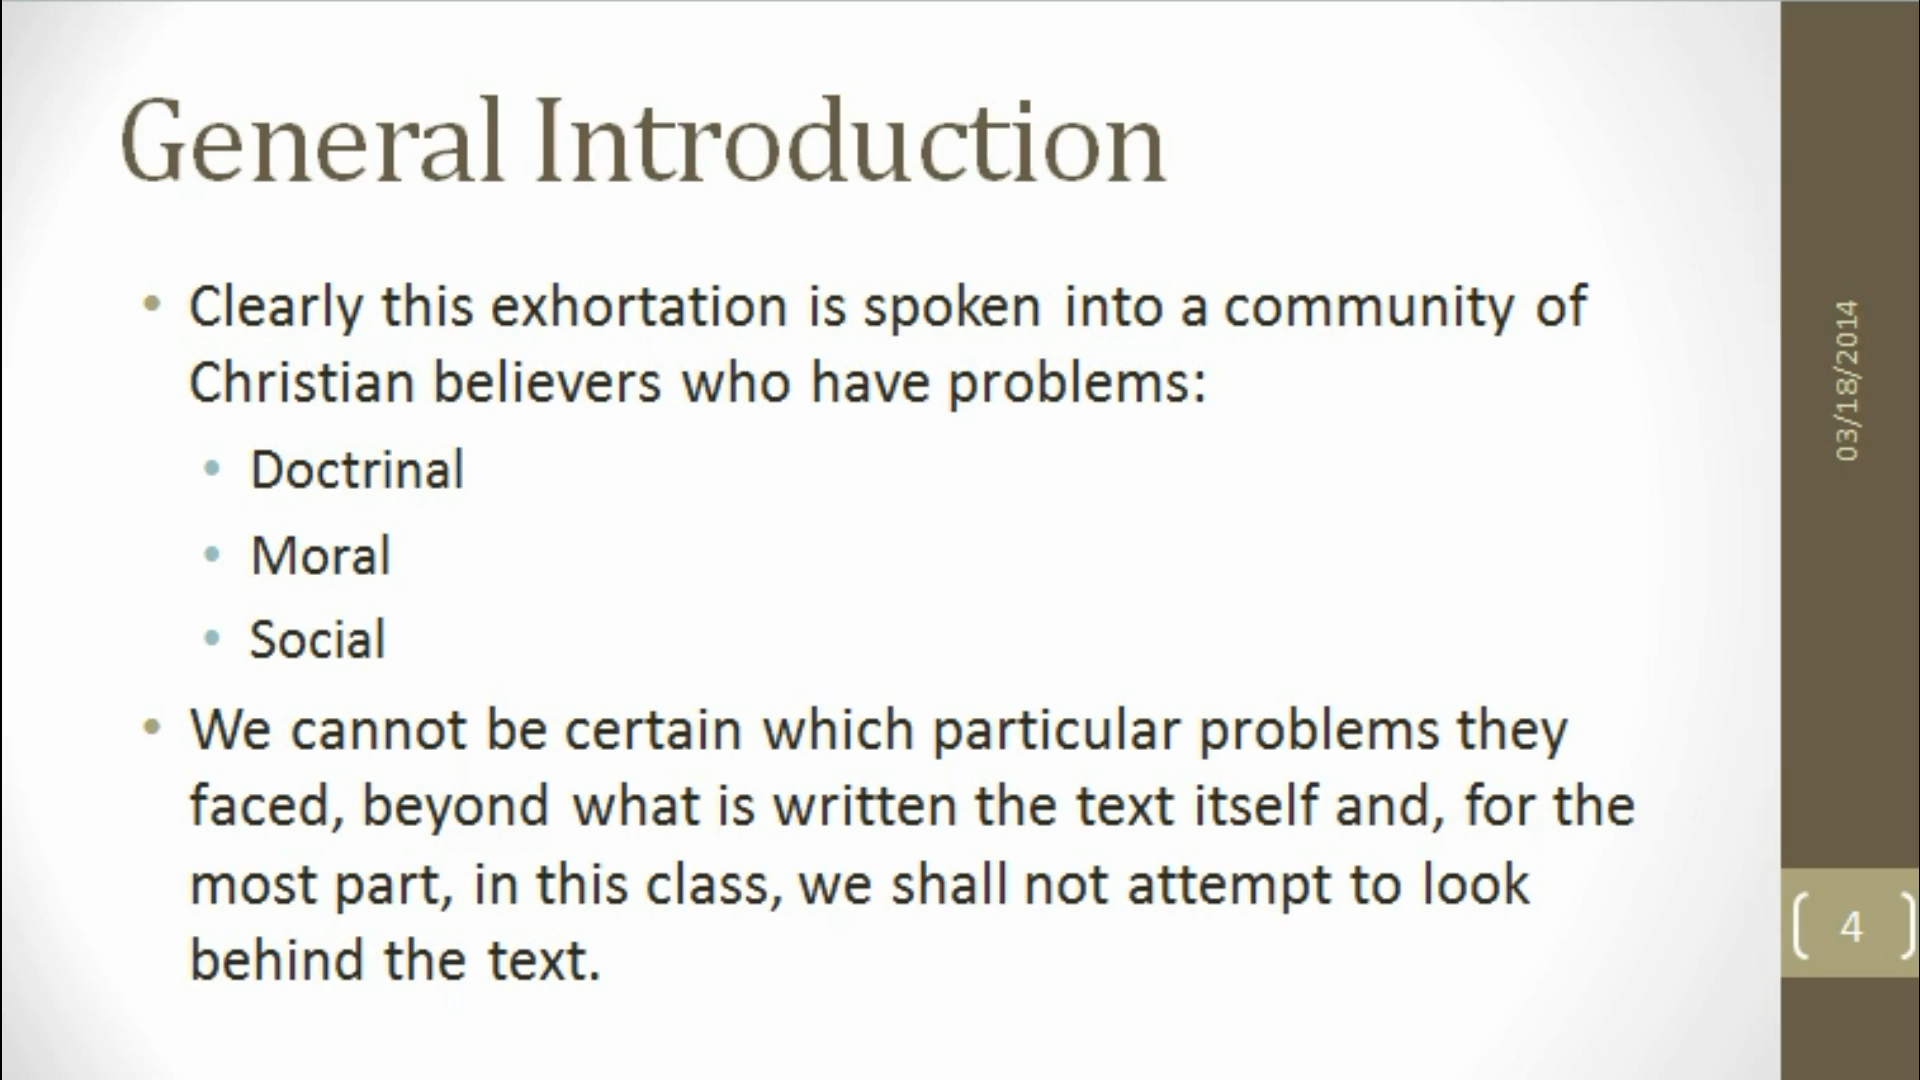 General Introduction
• Clearly this exhortation is spoken into a community of
Christian believers who have problems:
• Doctrinal
• Moral
• Social
• We cannot be certain which particular problems they
faced, beyond what is written the text itself and, for the
most part, in this class, we shall not attempt to look
behind the text.
03/18/2014
4